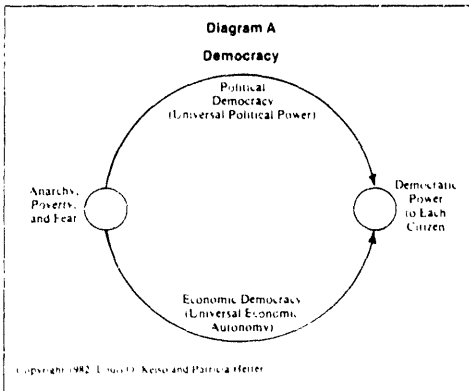 Diagram A
Democracy
Political
Democracy
(Universal Political Power)
Anarchy,
Poverty,
and Fear
Democratic
Power
to Each
Citizen
Economic Democracy
(Universal Economic
Autonomy)
Copyright 1982, Louis O. Kelso and Patricia Hetter